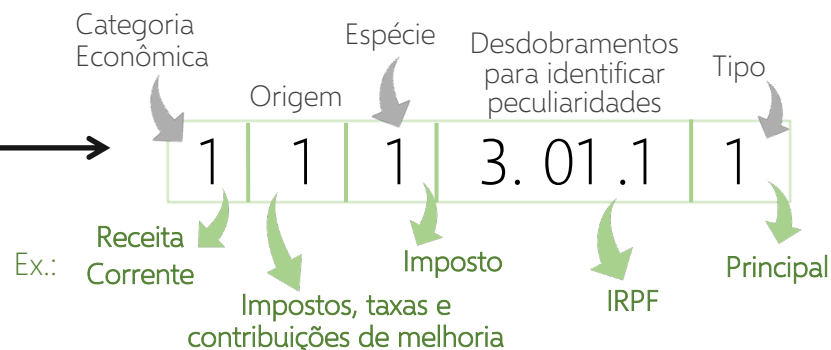 Categoria
Econômica
Origem
Espécie
Desdobramentos
para identificar
peculiaridades
Tipo
1 1 1 3. 01 .1 1
Ex.:
Receita
Corrente
Impostos, taxas e
contribuições de melhoria
Imposto
IRPF
Principal